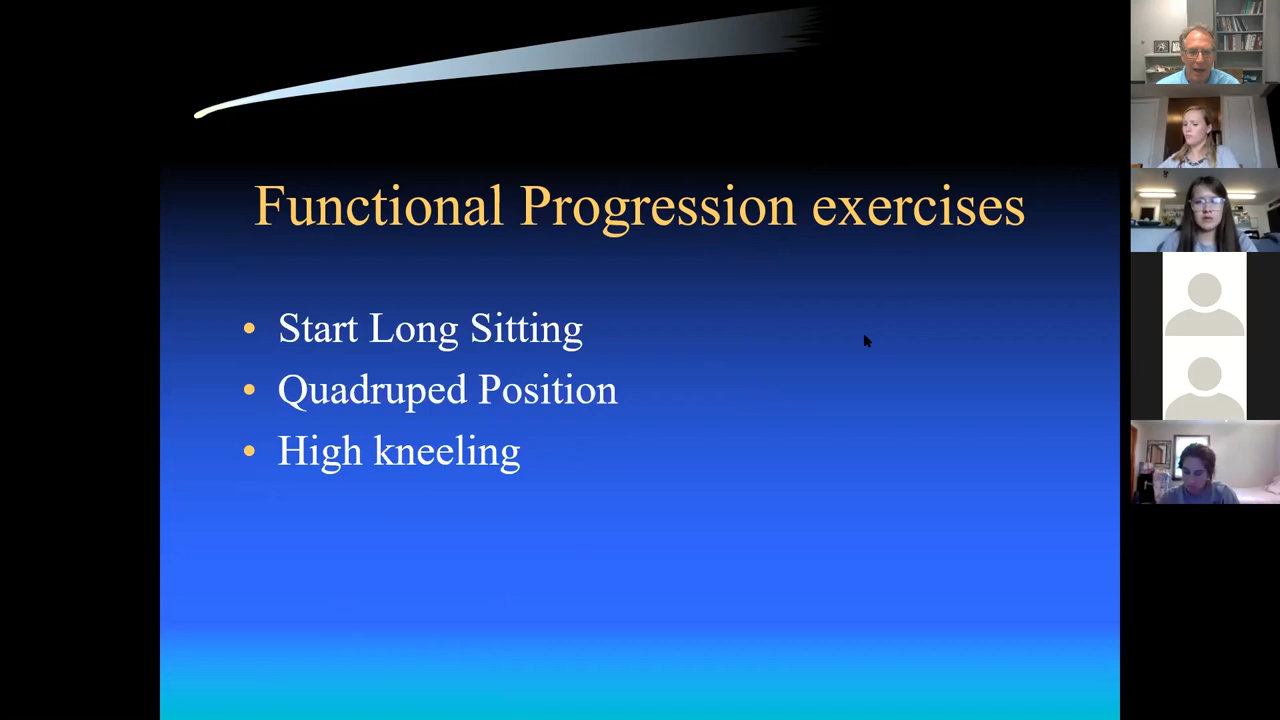 Functional Progression exercises
• Start Long Sitting
• Quadruped Position
• High kneeling